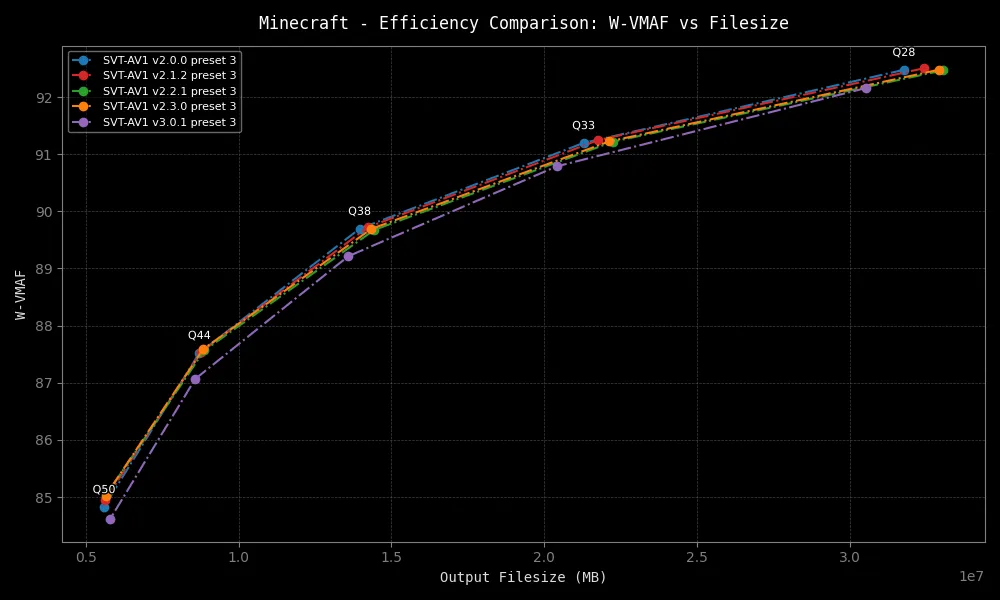 Minecraft - Efficiency Comparison: W-VMAF vs Filesize
SVT-AV1 v2.0.0 preset 3
SVT-AV1 v2.1.2 preset 3
SVT-AV1 v2.2.1 preset 3
SVT-AV1 v2.3.0 preset 3
SVT-AV1 v3.0.1 preset 3
Q28
Q33
Q38
Q44
Q50
W-VMAF
92
91
90
89
88
87
86
85
0.5 1.0 1.5 2.0 2.5 3.0
1e7
Output Filesize (MB)